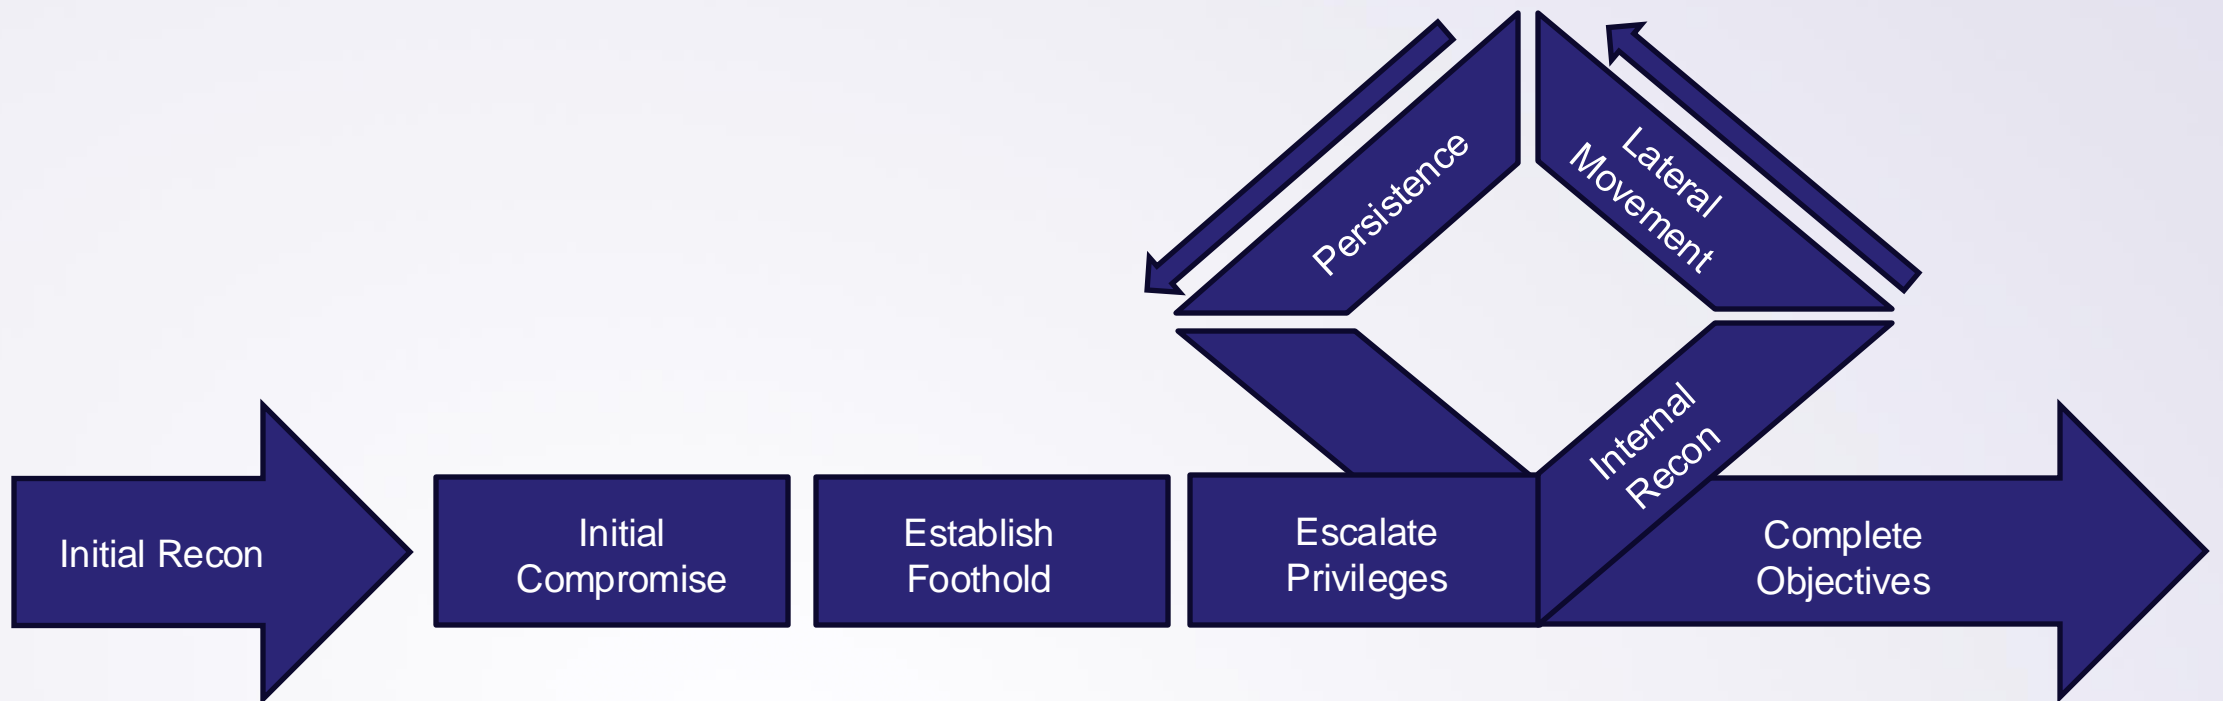 Initial Recon
Initial
Compromise
Establish
Foothold
Escalate
Privileges
Internal
Recon
Lateral
Movement
Persistence
Complete
Objectives